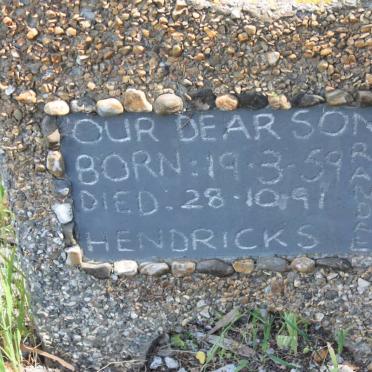 OUR DEAR SON
BORN: 19·3·59
DIED. 28·10·91
HENDRICKS